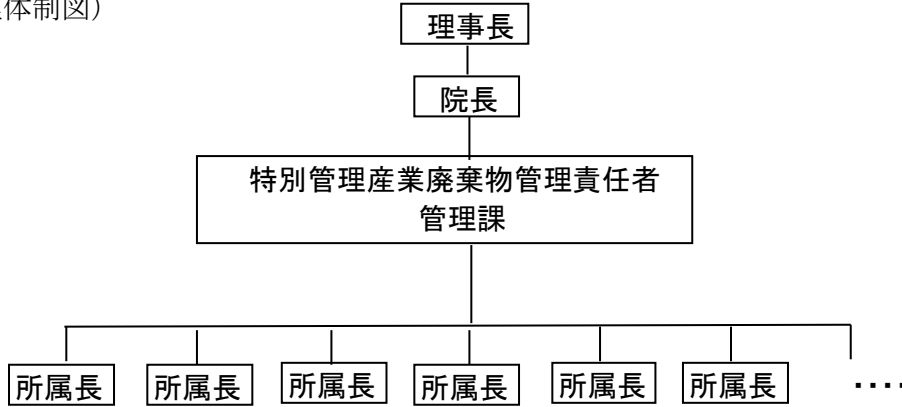 体制図）
理事長
院長
特別管理産業廃棄物管理責任者
管理課
所属長 所属長 所属長 所属長 所属長 所属長 ‥‥